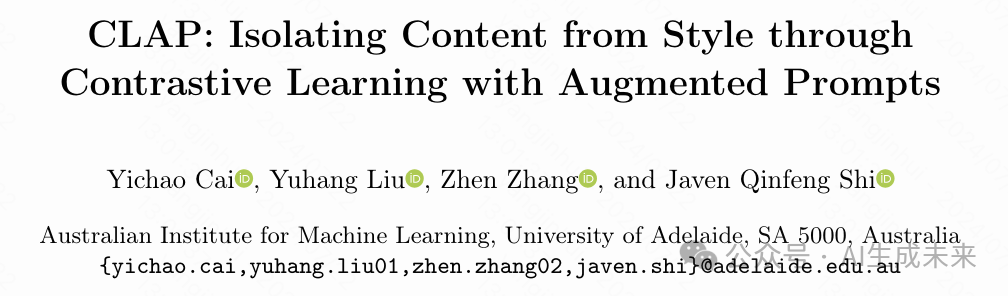 CLAP: Isolating Content from Style through
Contrastive Learning with Augmented Prompts
Yichao Cai, Yuhang Liu, Zhen Zhang, and Javen Qinfeng Shi
Australian Institute for Machine Learning, University of Adelaide, SA 5000, Australia
{yichao.cai,yuhang.liu01,zhen.zhang02,javen.shi}@adelaide.edu.au
公众号 · AI生成未来